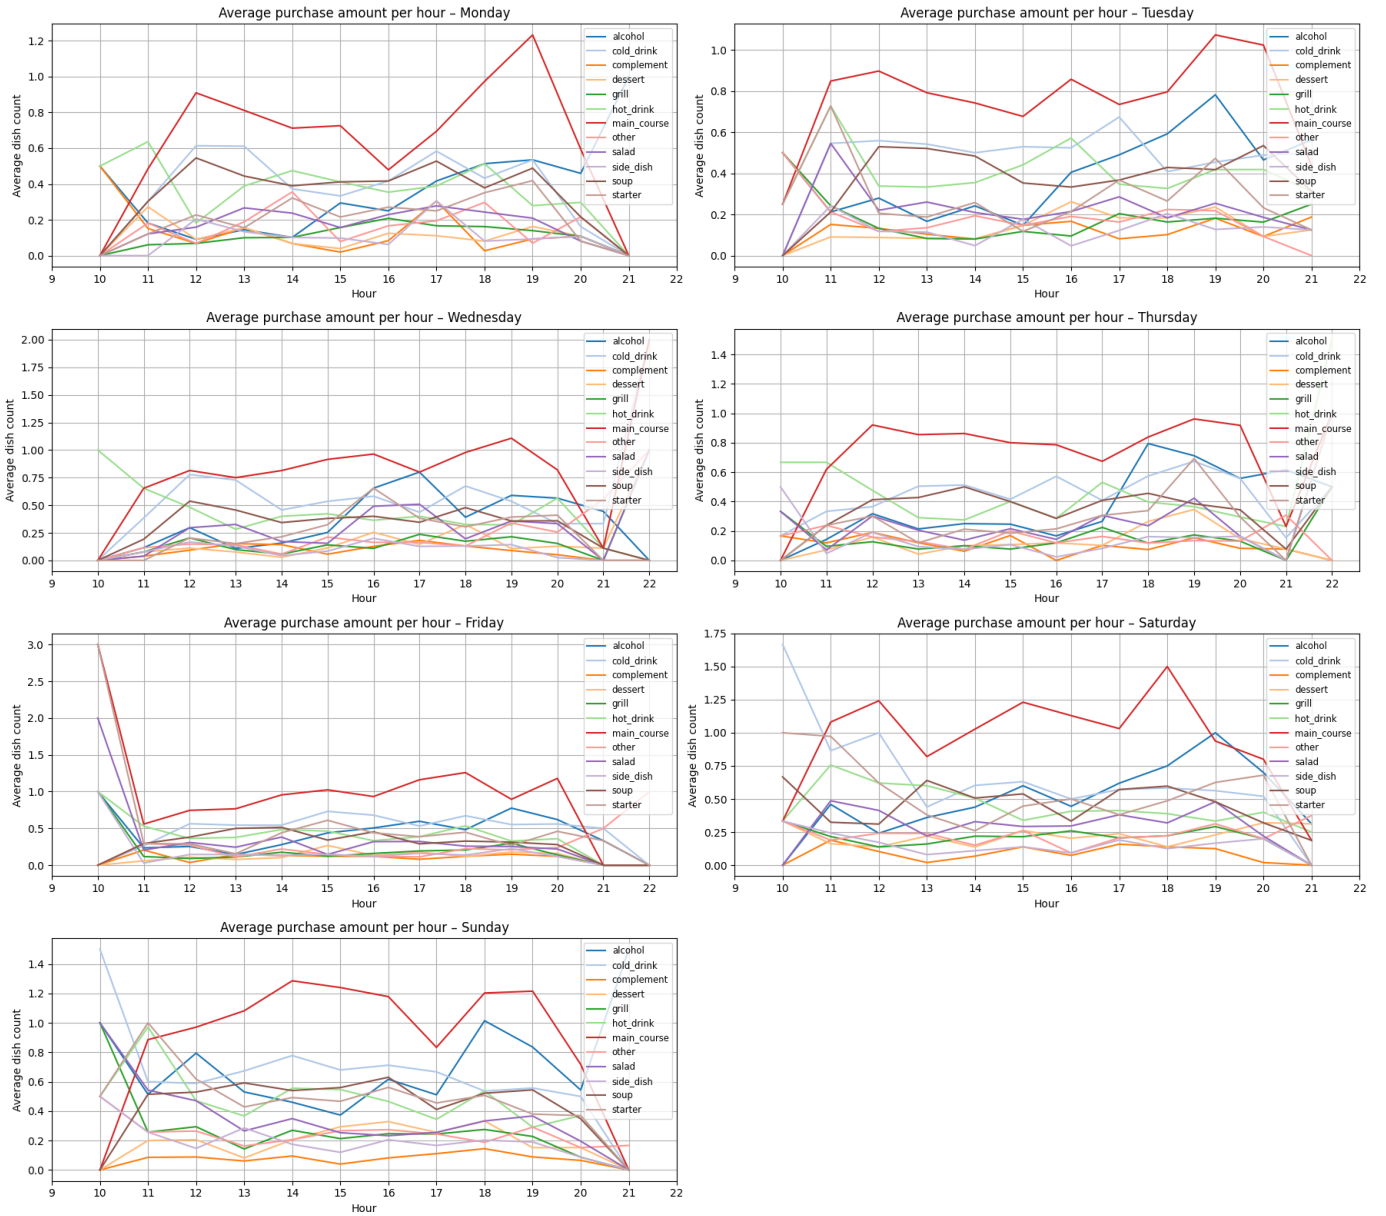 Average purchase amount per hour – Monday
Average dish count
1.2
1.0
0.8
0.6
0.4
0.2
0.0
9 10 11 12 13 14 15 16 17 18 19 20 21 22
Hour
alcohol
cold_drink
complement
dessert
grill
hot_drink
main_course
other
salad
side_dish
soup
starter
Average purchase amount per hour – Tuesday
Average dish count
1.0
0.8
0.6
0.4
0.2
0.0
9 10 11 12 13 14 15 16 17 18 19 20 21 22
Hour
alcohol
cold_drink
complement
dessert
grill
hot_drink
main_course
other
salad
side_dish
soup
starter
Average purchase amount per hour – Wednesday
Average dish count
2.00
1.75
1.50
1.25
1.00
0.75
0.50
0.25
0.00
9 10 11 12 13 14 15 16 17 18 19 20 21 22
Hour
alcohol
cold_drink
complement
dessert
grill
hot_drink
main_course
other
salad
side_dish
soup
starter
Average purchase amount per hour – Thursday
Average dish count
1.4
1.2
1.0
0.8
0.6
0.4
0.2
0.0
9 10 11 12 13 14 15 16 17 18 19 20 21 22
Hour
alcohol
cold_drink
complement
dessert
grill
hot_drink
main_course
other
salad
side_dish
soup
starter
Average purchase amount per hour – Friday
Average dish count
3.0
2.5
2.0
1.5
1.0
0.5
0.0
9 10 11 12 13 14 15 16 17 18 19 20 21 22
Hour
alcohol
cold_drink
complement
dessert
grill
hot_drink
main_course
other
salad
side_dish
soup
starter
Average purchase amount per hour – Saturday
Average dish count
1.75
1.50
1.25
1.00
0.75
0.50
0.25
0.00
9 10 11 12 13 14 15 16 17 18 19 20 21 22
Hour
alcohol
cold_drink
complement
dessert
grill
hot_drink
main_course
other
salad
side_dish
soup
starter
Average purchase amount per hour – Sunday
Average dish count
1.4
1.2
1.0
0.8
0.6
0.4
0.2
0.0
9 10 11 12 13 14 15 16 17 18 19 20 21 22
Hour
alcohol
cold_drink
complement
dessert
grill
hot_drink
main_course
other
salad
side_dish
soup
starter